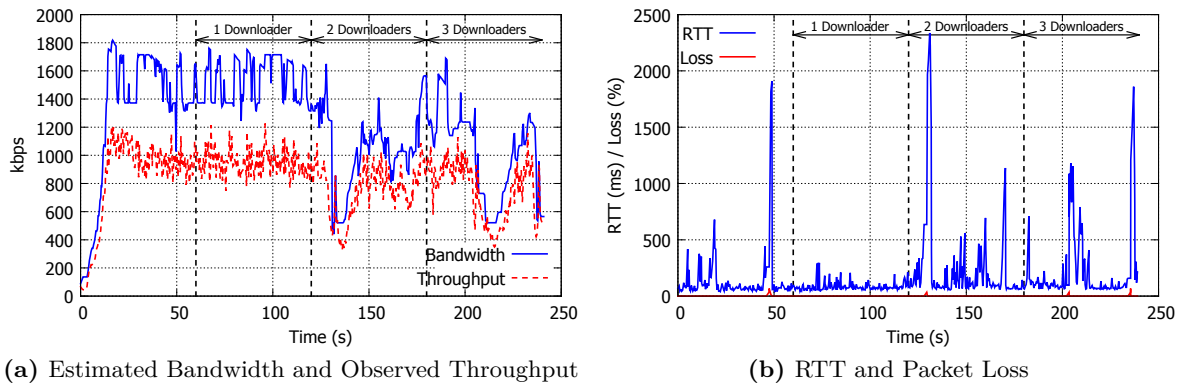 1 Downloader 2 Downloaders 3 Downloaders
2000
1800
1600
1400
1200
1000
800
600
400
200
0
kbps
Bandwidth
Throughput
0 50 100 150 200 250
Time (s)
(a) Estimated Bandwidth and Observed Throughput
RTT
Loss
1 Downloader 2 Downloaders 3 Downloaders
2500
2000
1500
1000
500
0
RTT (ms) / Loss (%)
0 50 100 150 200 250
Time (s)
(b) RTT and Packet Loss